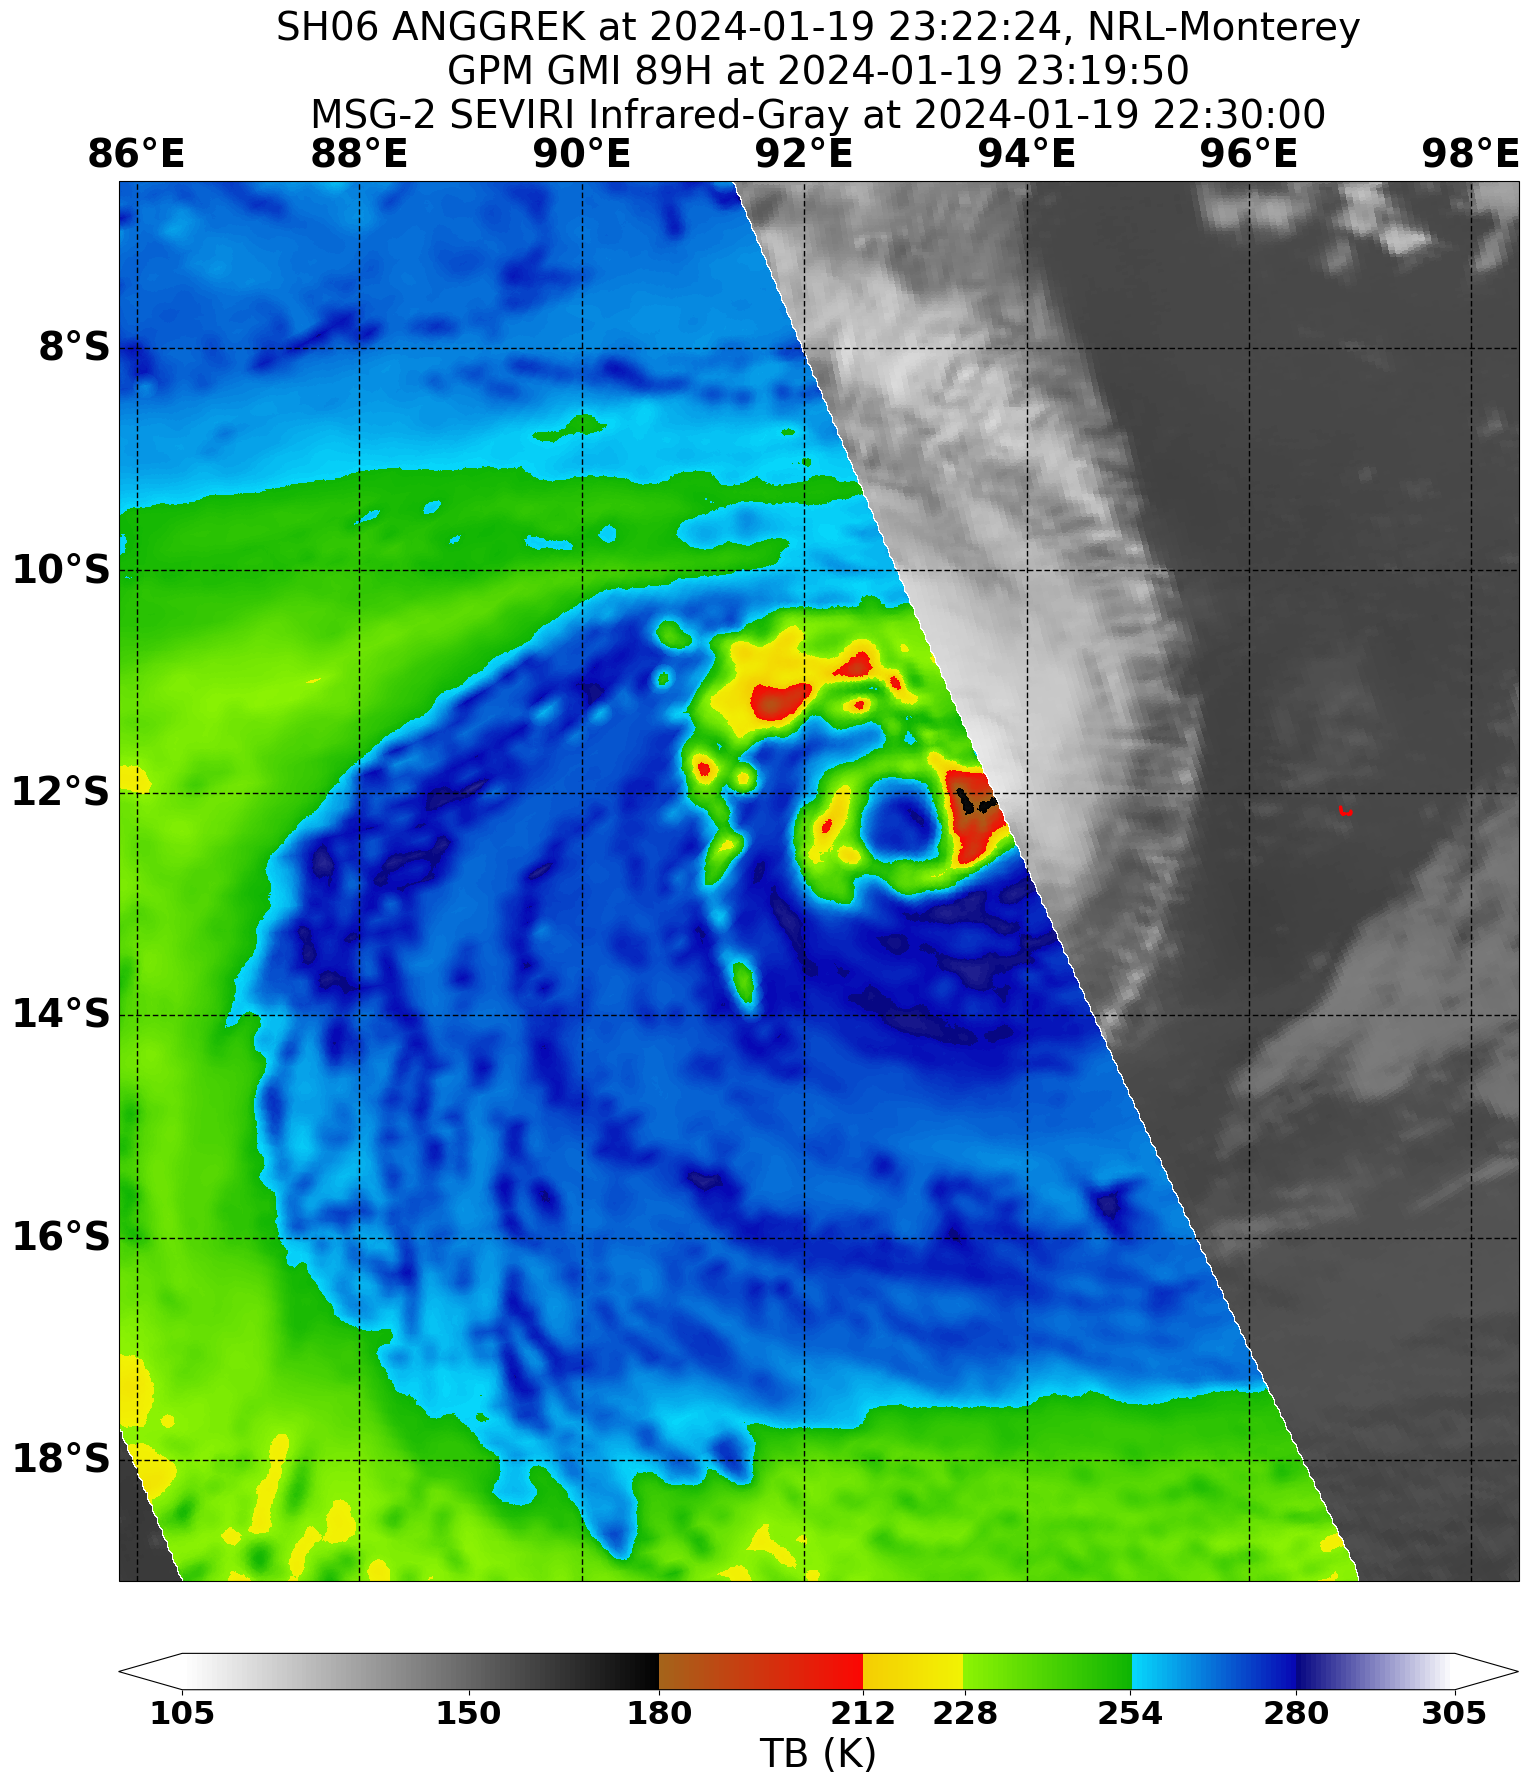 SH06 ANGGREK at 2024-01-19 23:22:24, NRL-Monterey
GPM GMI 89H at 2024-01-19 23:19:50
MSG-2 SEVIRI Infrared-Gray at 2024-01-19 22:30:00
86°E 88°E 90°E 92°E 94°E 96°E 98°E
8°S
10°S
12°S
14°S
16°S
18°S
105 150 180 212 228 254 280 305
TB (K)